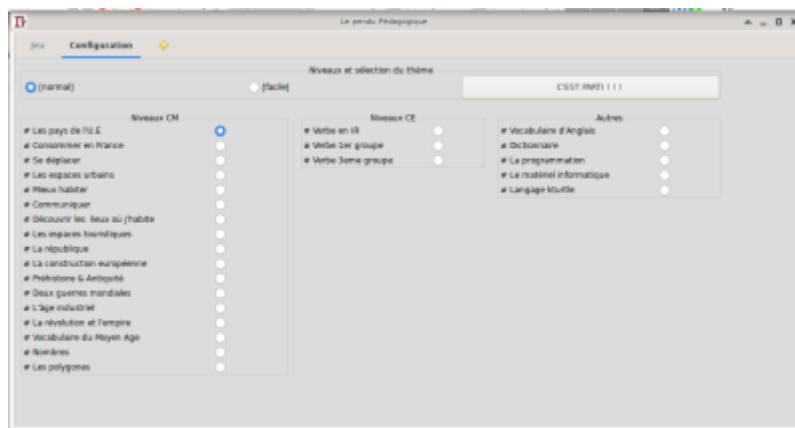 Le pendu Pédagogique
Jeu
Configuration
Niveaux et sélection du thème
(normal)
(facile)
C'EST PARTI ! ! !
Niveaux CM
# Les pays de l'U.E
# Consommer en France
# Se déplacer
# Les espaces urbains
# Mieux habiter
# Communiquer
# Découvrir les lieux où j'habite
# Les espaces touristiques
# La république
# La construction européenne
# Préhistoire & Antiquité
# Deux guerres mondiales
# L'âge industriel
# La révolution et l'empire
# Vocabulaire du Moyen Age
# Nombres
# Les polygones
Niveaux CE
# Verbe en IR
# Verbe 1er groupe
# Verbe 3eme groupe
Autres
# Vocabulaire d'Anglais
# Dictionnaire
# La programmation
# Le matériel informatique
# Langage kturtle